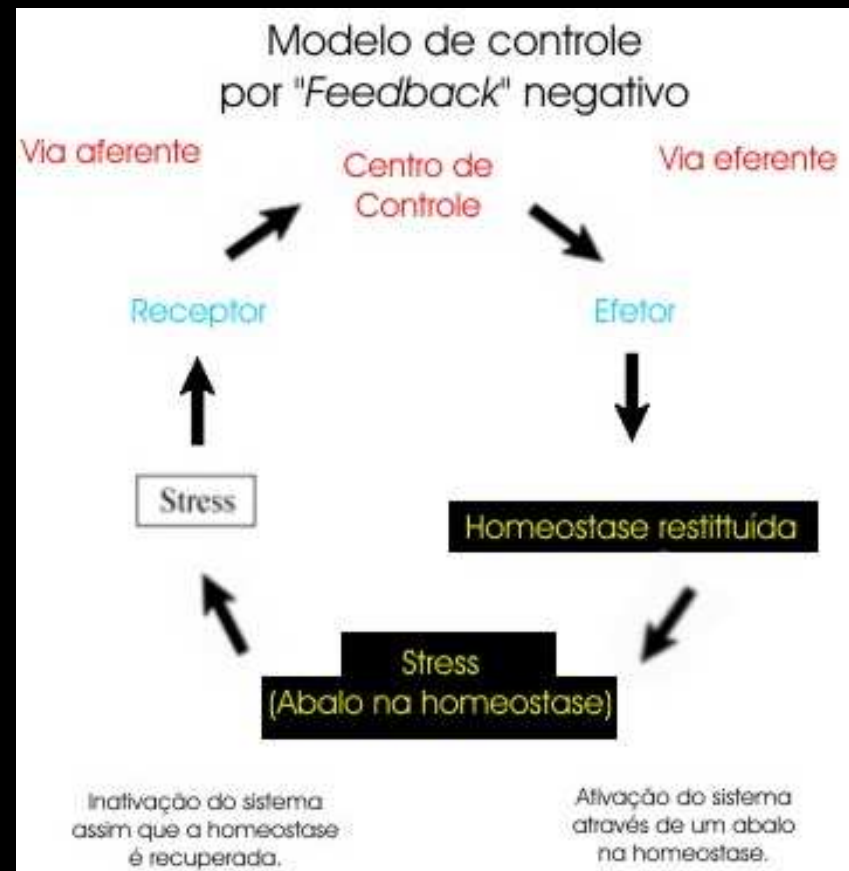 Modelo de controle
por "Feedback" negativo
Via aferente
Centro de
Controle
Via eferente
Receptor
Efetor
Stress
Homeostase restittuída
Stress
(Abalo na homeostase)
Inativação do sistema
assim que a homeostase
é recuperada.
Ativação do sistema
através de um abalo
na homeostase.